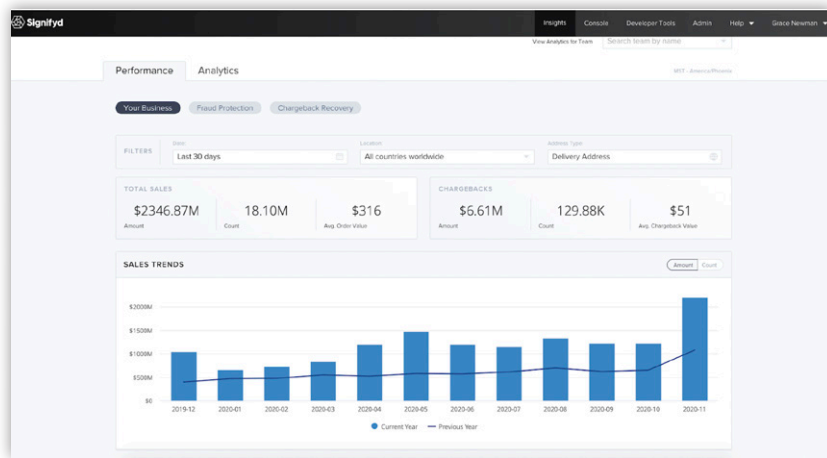 Signifyd
Insights Console Developer Tools Admin Help Grace Newman
View Analytics for Team Search team by name
Performance Analytics
MST - America/Phoenix
Your Business Fraud Protection Chargeback Recovery
FILTERS
Date Location Address Type
Last 30 days All countries worldwide Delivery Address
TOTAL SALES
$2346.87M 18.10M $316
Amount Count Avg. Order Value
CHARGEBACKS
$6.61M 129.88K $51
Amount Count Avg. Chargeback Value
SALES TRENDS
Amount Count
$2000M
$1500M
$1000M
$500M
$0
2019-12 2020-01 2020-02 2020-03 2020-04 2020-05 2020-06 2020-07 2020-08 2020-09 2020-10 2020-11
Current Year Previous Year